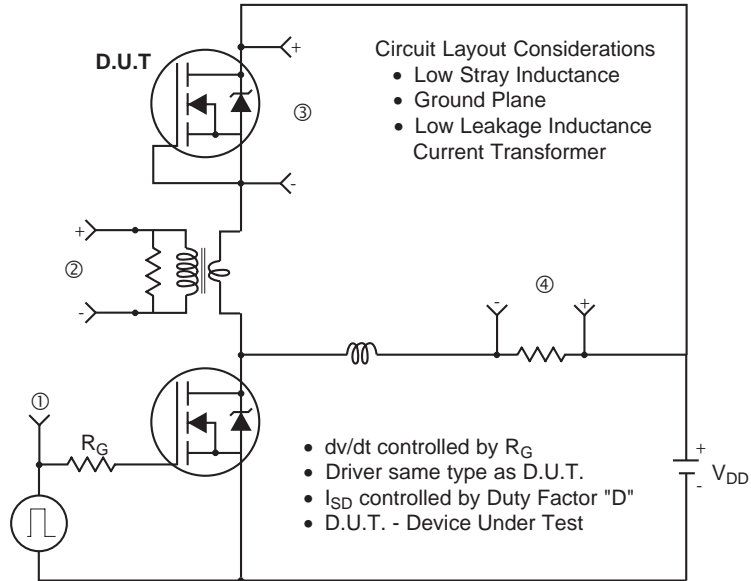 D.U.T
+
Circuit Layout Considerations
• Low Stray Inductance
• Ground Plane
• Low Leakage Inductance
Current Transformer
③
-
+
②
-
④
- +
①
R_G
• dv/dt controlled by R_G
• Driver same type as D.U.T.
• I_SD controlled by Duty Factor "D"
• D.U.T. - Device Under Test
+
V_DD
-